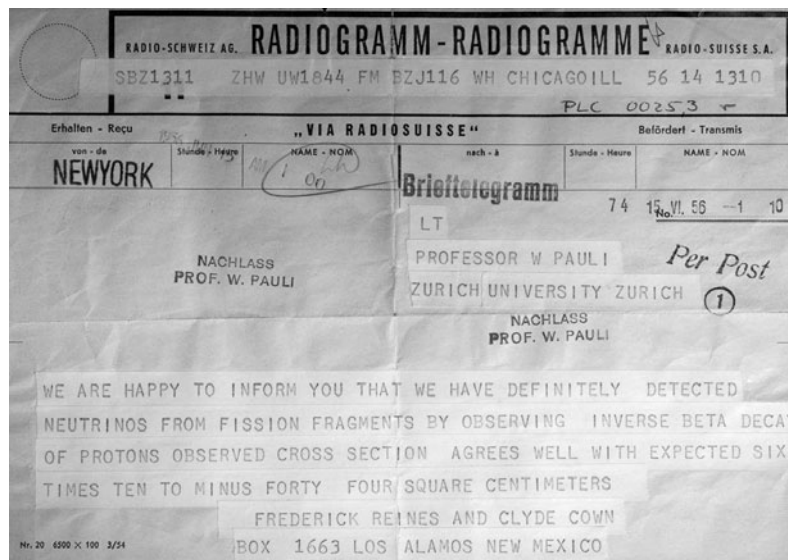 RADIO-SCHWEIZ AG. RADIOGRAMM-RADIOGRAMME RADIO-SUISSE S.A.
SBZ1311 ZHW UW1844 FM BZJ116 WH CHICAGOILL 56 14 1310
PLC 00253
Erhalten - Reçu „VIA RADIOSUISSE“ Befördert - Transmis
von - de Stunde - Heure NAME - NOM nach - à Stunde - Heure NAME - NOM
NEWYORK
Brieftelegramm
74 15. VI. 56 --1 10
LT
PROFESSOR W PAULI
Per Post
NACHLASS
PROF. W. PAULI
ZURICH UNIVERSITY ZURICH
1
NACHLASS
PROF. W. PAULI
WE ARE HAPPY TO INFORM YOU THAT WE HAVE DEFINITELY DETECTED
NEUTRINOS FROM FISSION FRAGMENTS BY OBSERVING INVERSE BETA DECA
OF PROTONS OBSERVED CROSS SECTION AGREES WELL WITH EXPECTED SIX
TIMES TEN TO MINUS FORTY FOUR SQUARE CENTIMETERS
FREDERICK REINES AND CLYDE COWN
Nr. 20 6500 × 100 3/54
BOX 1663 LOS ALAMOS NEW MEXICO